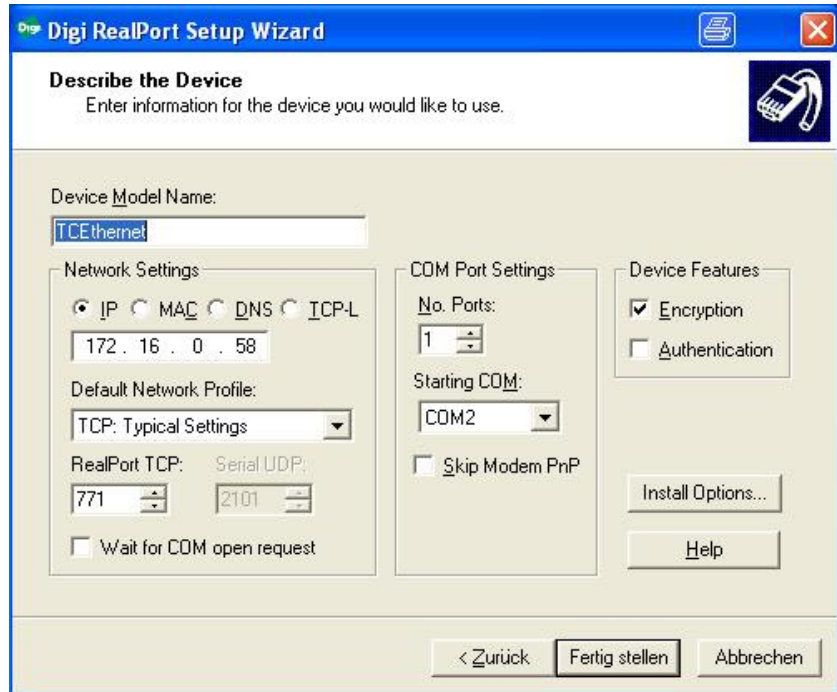 Digi Digi RealPort Setup Wizard
Describe the Device
Enter information for the device you would like to use.
Device Model Name:
TCEthernet
Network Settings
IP MAC DNS TCP-L
172 . 16 . 0 . 58
Default Network Profile:
TCP: Typical Settings
RealPort TCP: Serial UDP:
771 2101
Wait for COM open request
COM Port Settings
No. Ports:
1
Starting COM:
COM2
Skip Modem PnP
Device Features
Encryption
Authentication
Install Options...
Help
< Zurück Fertig stellen Abbrechen